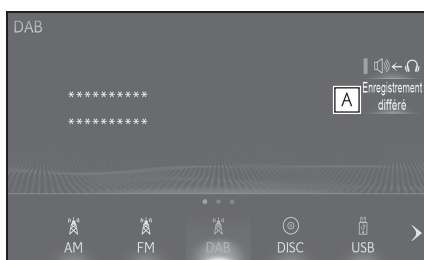 DAB
**********
A
Enregistrement
différé
**********
AM
FM
DAB
DISC
USB